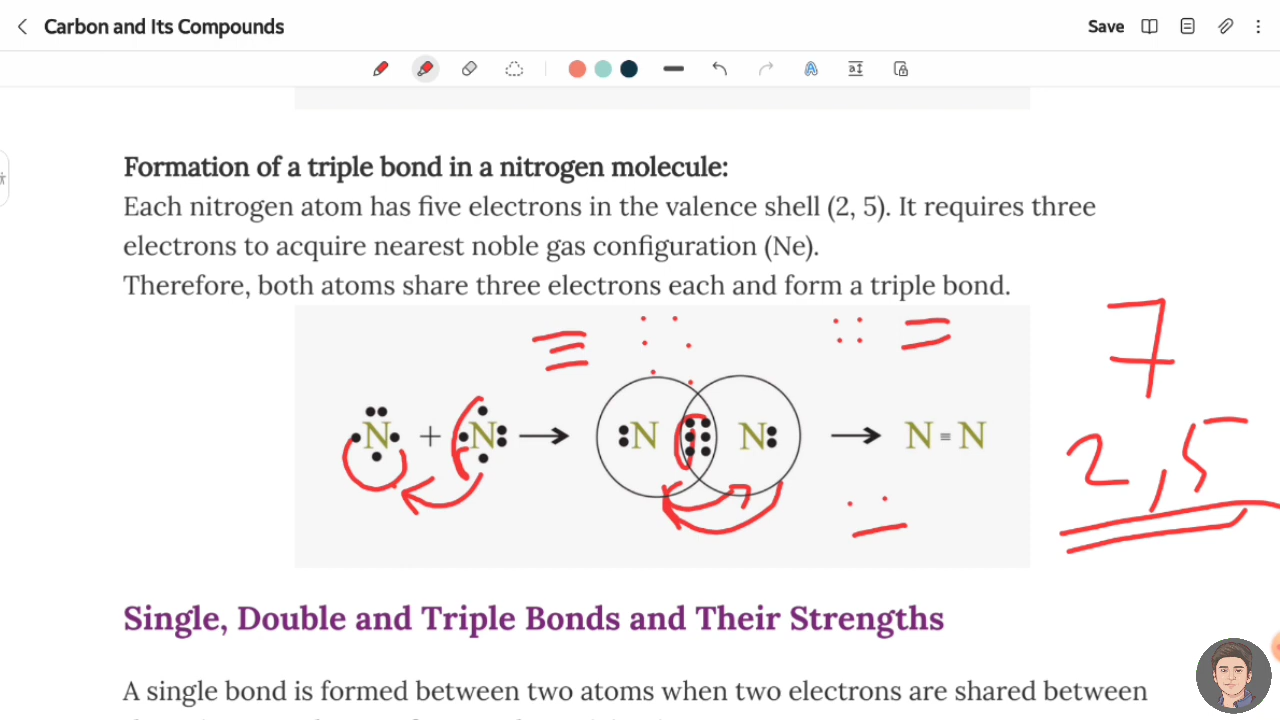 Carbon and Its Compounds
Save
Formation of a triple bond in a nitrogen molecule:
Each nitrogen atom has five electrons in the valence shell (2, 5). It requires three
electrons to acquire nearest noble gas configuration (Ne).
Therefore, both atoms share three electrons each and form a triple bond.
7
N + N N N N ≡ N
2, 5
Single, Double and Triple Bonds and Their Strengths
A single bond is formed between two atoms when two electrons are shared between